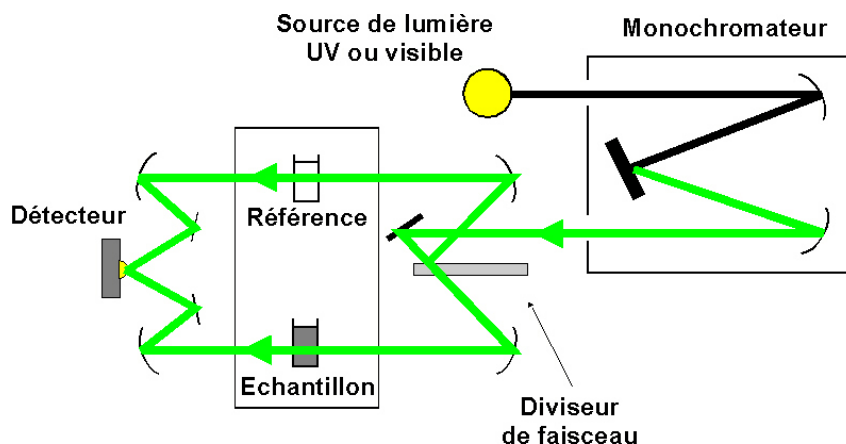 Source de lumière
UV ou visible
Monochromateur
Détecteur
Référence
Echantillon
Diviseur
de faisceau